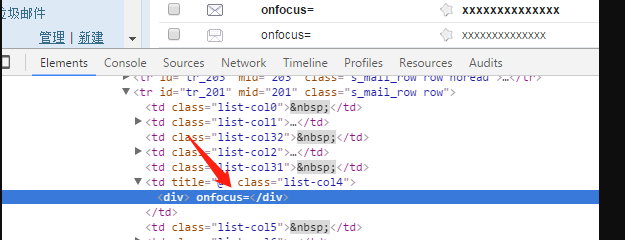 onfocus= xxxxxxxxxxxxxx
垃圾邮件
管理 | 新建
onfocus= xxxxxxxxxxxxxx
Elements Console Sources Network Timeline Profiles Resources Audits
<tr id="tr_203" mid="203" class="s_mail_row row noread">…</tr>
<tr id="tr_201" mid="201" class="s_mail_row row">
<td class="list-col0">&nbsp;</td>
<td class="list-col1">…</td>
<td class="list-col32">&nbsp;</td>
<td class="list-col2">…</td>
<td class="list-col31">&nbsp;</td>
<td title="@" class="list-col4">
<div> onfocus=</div>
</td>
<td class="list-col5">&nbsp;</td>